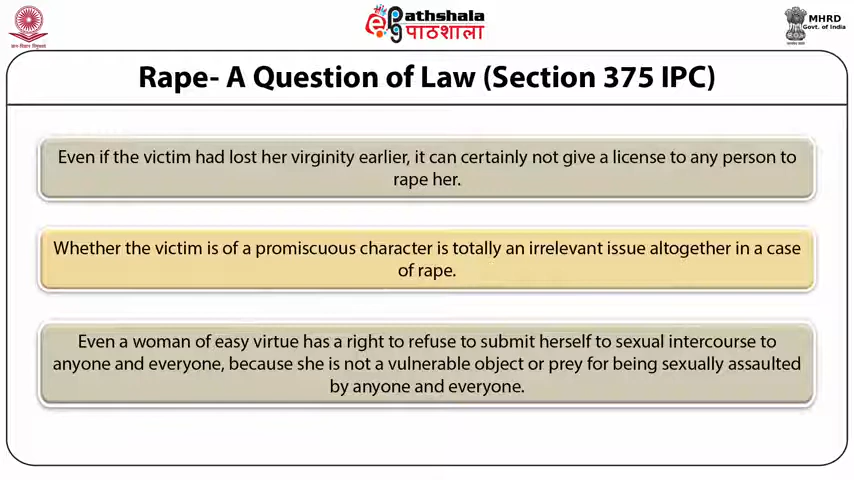 ePathshala
पाठशाला
MHRD
Govt. of India
Rape- A Question of Law (Section 375 IPC)
Even if the victim had lost her virginity earlier, it can certainly not give a license to any person to
rape her.
Whether the victim is of a promiscuous character is totally an irrelevant issue altogether in a case
of rape.
Even a woman of easy virtue has a right to refuse to submit herself to sexual intercourse to
anyone and everyone, because she is not a vulnerable object or prey for being sexually assaulted
by anyone and everyone.